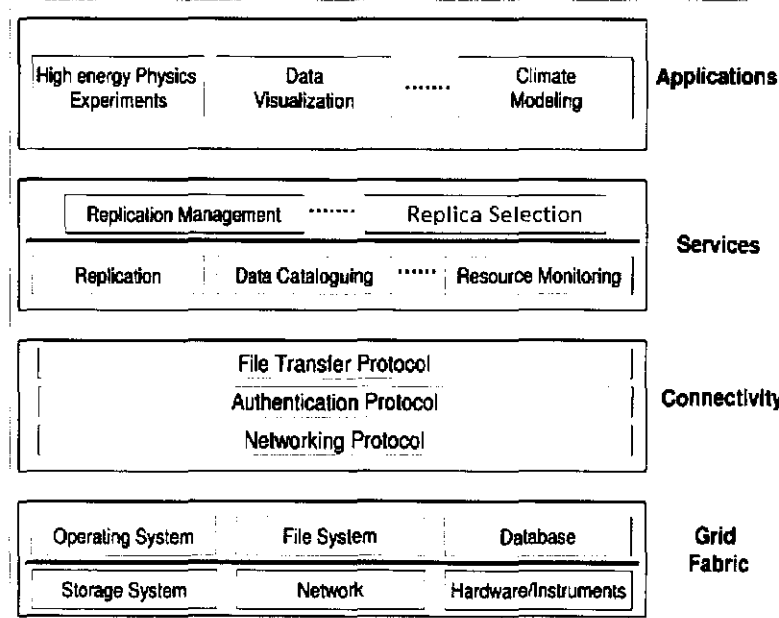 High energy Physics
Experiments
Data
Visualization
.......
Climate
Modeling
Applications
Replication Management
......
Replica Selection
Replication
Data Cataloguing
......
Resource Monitoring
Services
File Transfer Protocol
Authentication Protocol
Networking Protocol
Connectivity
Operating System
File System
Database
Storage System
Network
Hardware/Instruments
Grid
Fabric